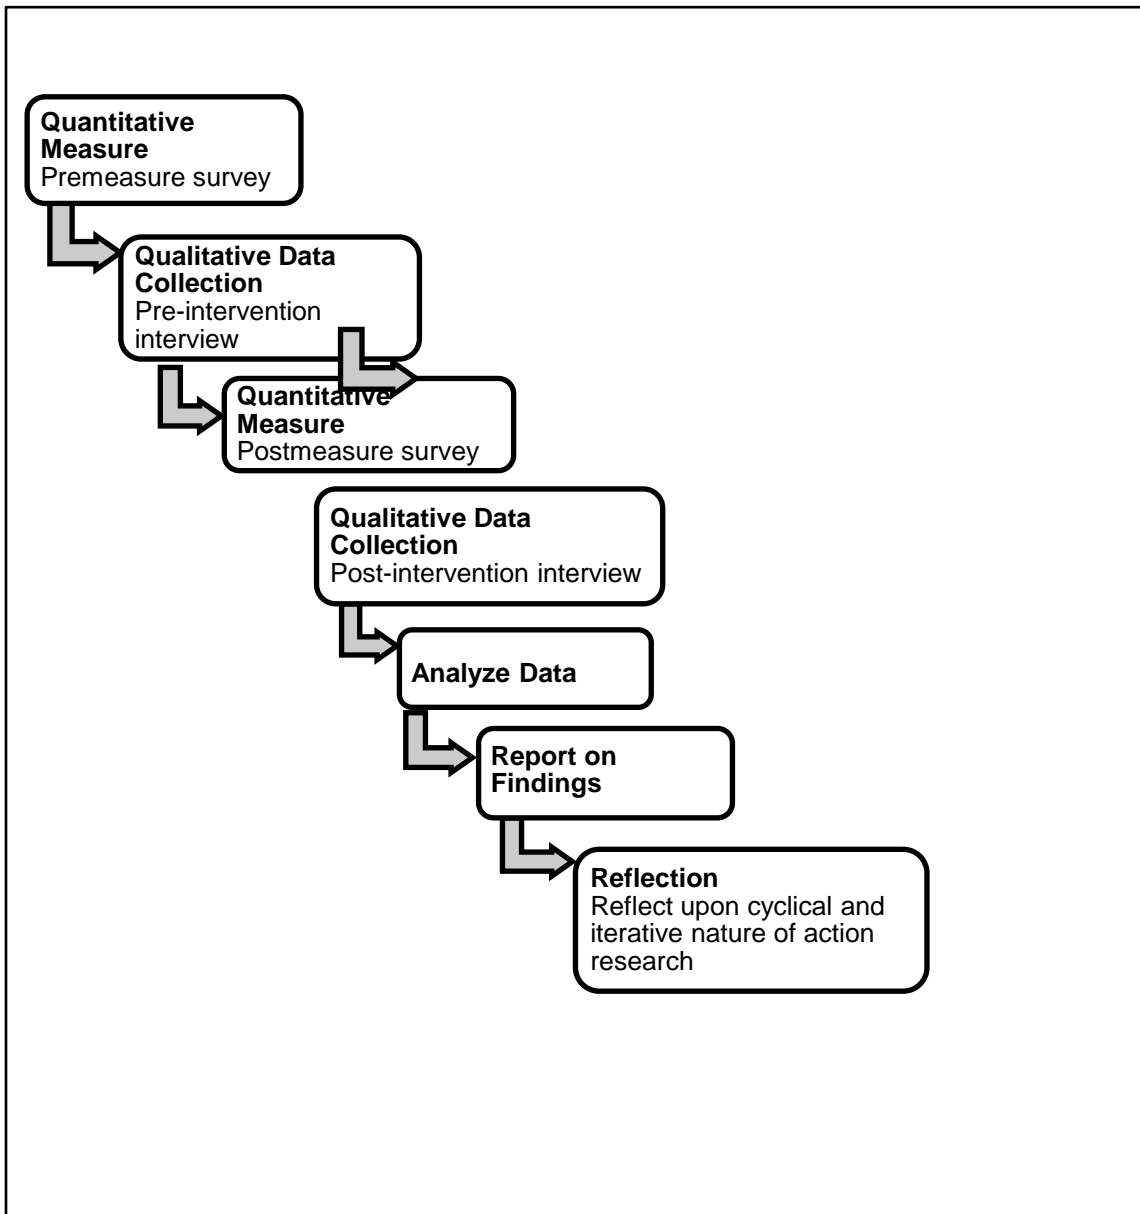 Quantitative
Measure
Premeasure survey
Qualitative Data
Collection
Pre-intervention
interview
Quantitative
Measure
Postmeasure survey
Qualitative Data
Collection
Post-intervention interview
Analyze Data
Report on
Findings
Reflection
Reflect upon cyclical and
iterative nature of action
research